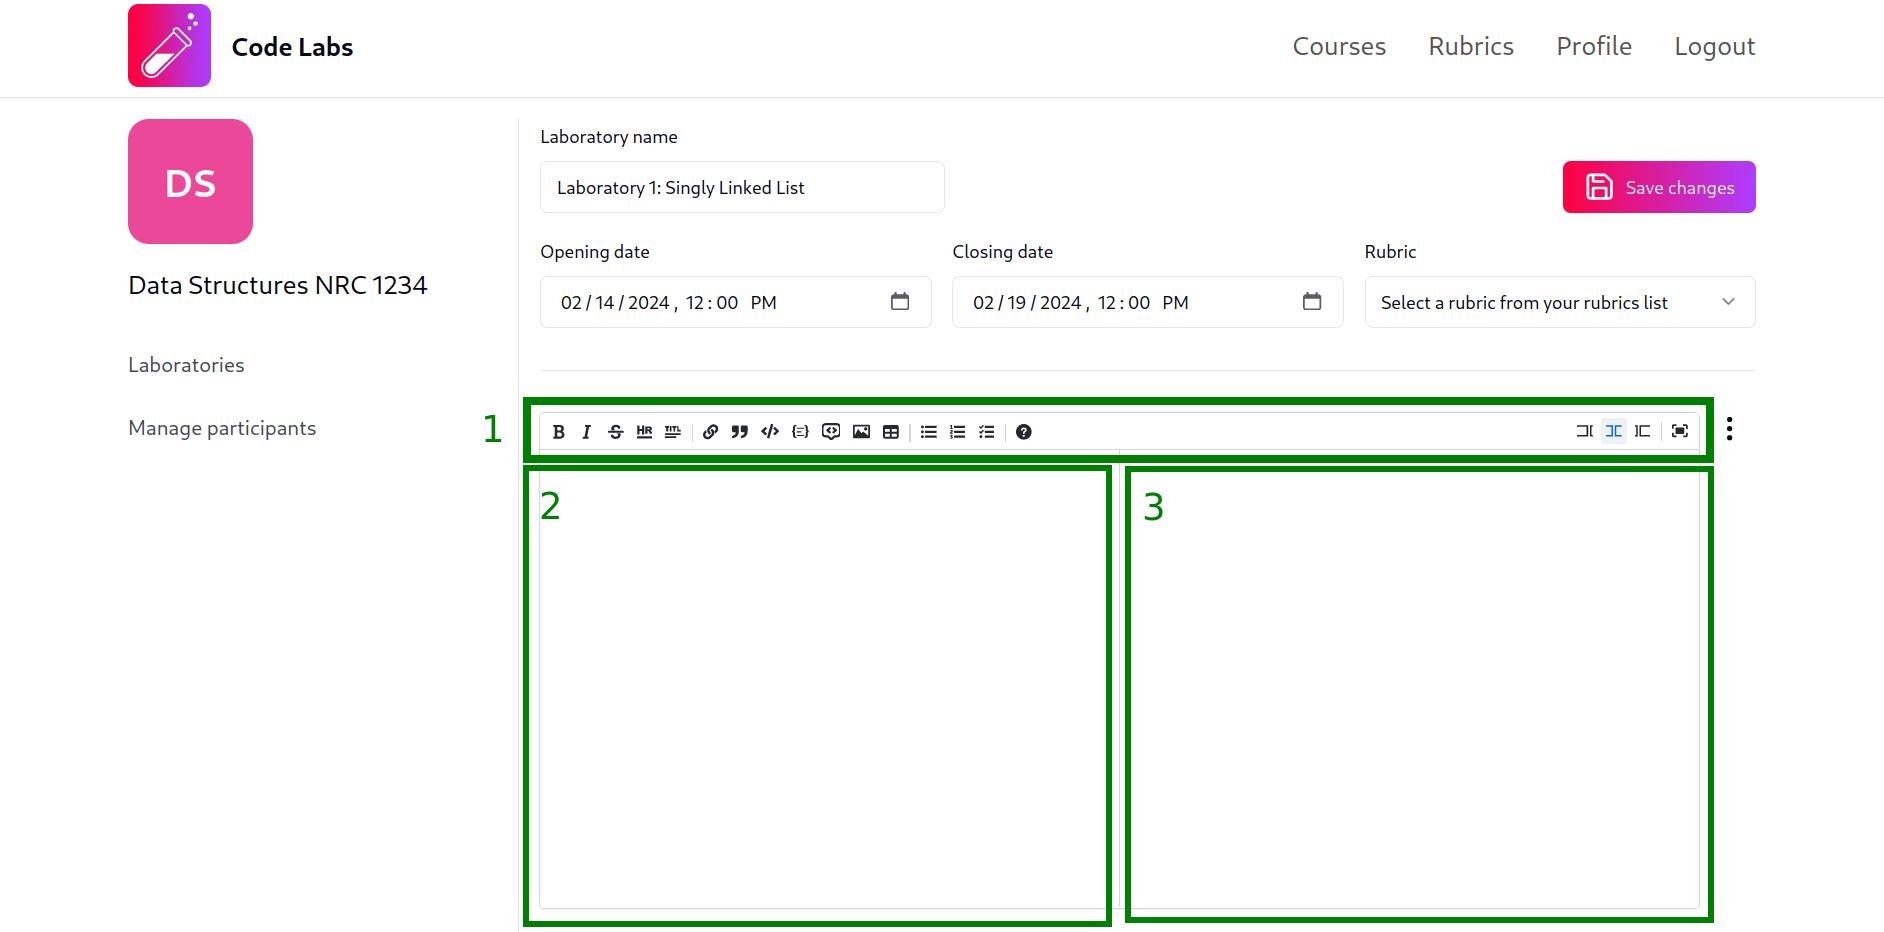 Code Labs
Courses Rubrics Profile Logout
DS
Data Structures NRC 1234
Laboratories
Manage participants
Laboratory name
Laboratory 1: Singly Linked List
Save changes
Opening date
02 / 14 / 2024 , 12 : 00 PM
Closing date
02 / 19 / 2024 , 12 : 00 PM
Rubric
Select a rubric from your rubrics list
1
B I S HR TITL
2
3